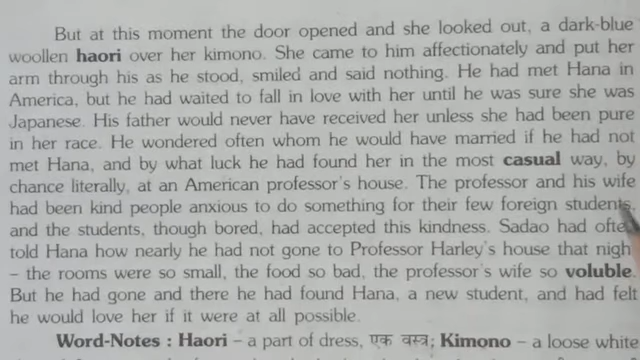 But at this moment the door opened and she looked out, a dark-blue
woollen haori over her kimono. She came to him affectionately and put her
arm through his as he stood, smiled and said nothing. He had met Hana in
America, but he had waited to fall in love with her until he was sure she was
Japanese. His father would never have received her unless she had been pure
in her race. He wondered often whom he would have married if he had not
met Hana, and by what luck he had found her in the most casual way, by
chance literally, at an American professor's house. The professor and his wife
had been kind people anxious to do something for their few foreign students,
and the students, though bored, had accepted this kindness. Sadao had ofte
told Hana how nearly he had not gone to Professor Harley's house that nigh
– the rooms were so small, the food so bad, the professor's wife so voluble.
But he had gone and there he had found Hana, a new student, and had felt
he would love her if it were at all possible.
Word-Notes : Haori – a part of dress, एक वस्त्र; Kimono – a loose white